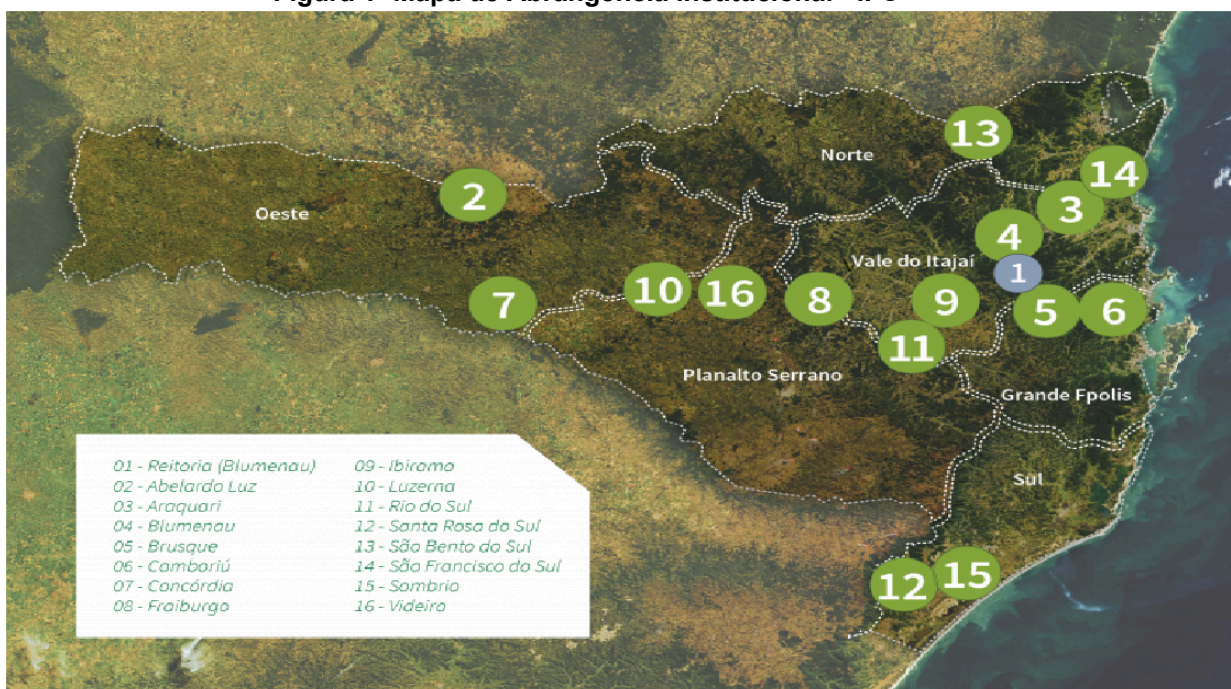 13
Norte
14
2
Oeste
3
4
Vale do Itajaí
1
10
16
8
9
7
5
6
11
Planalto Serrano
Grande Fpolis
Sul
12
15
01 - Reitoria (Blumenau)
02 - Abelardo Luz
03 - Araquari
04 - Blumenau
05 - Brusque
06 - Camboriú
07 - Concórdia
08 - Fraiburgo
09 - Ibirama
10 - Luzerna
11 - Rio do Sul
12 - Santa Rosa do Sul
13 - São Bento do Sul
14 - São Francisco do Sul
15 - Sombrio
16 - Videira